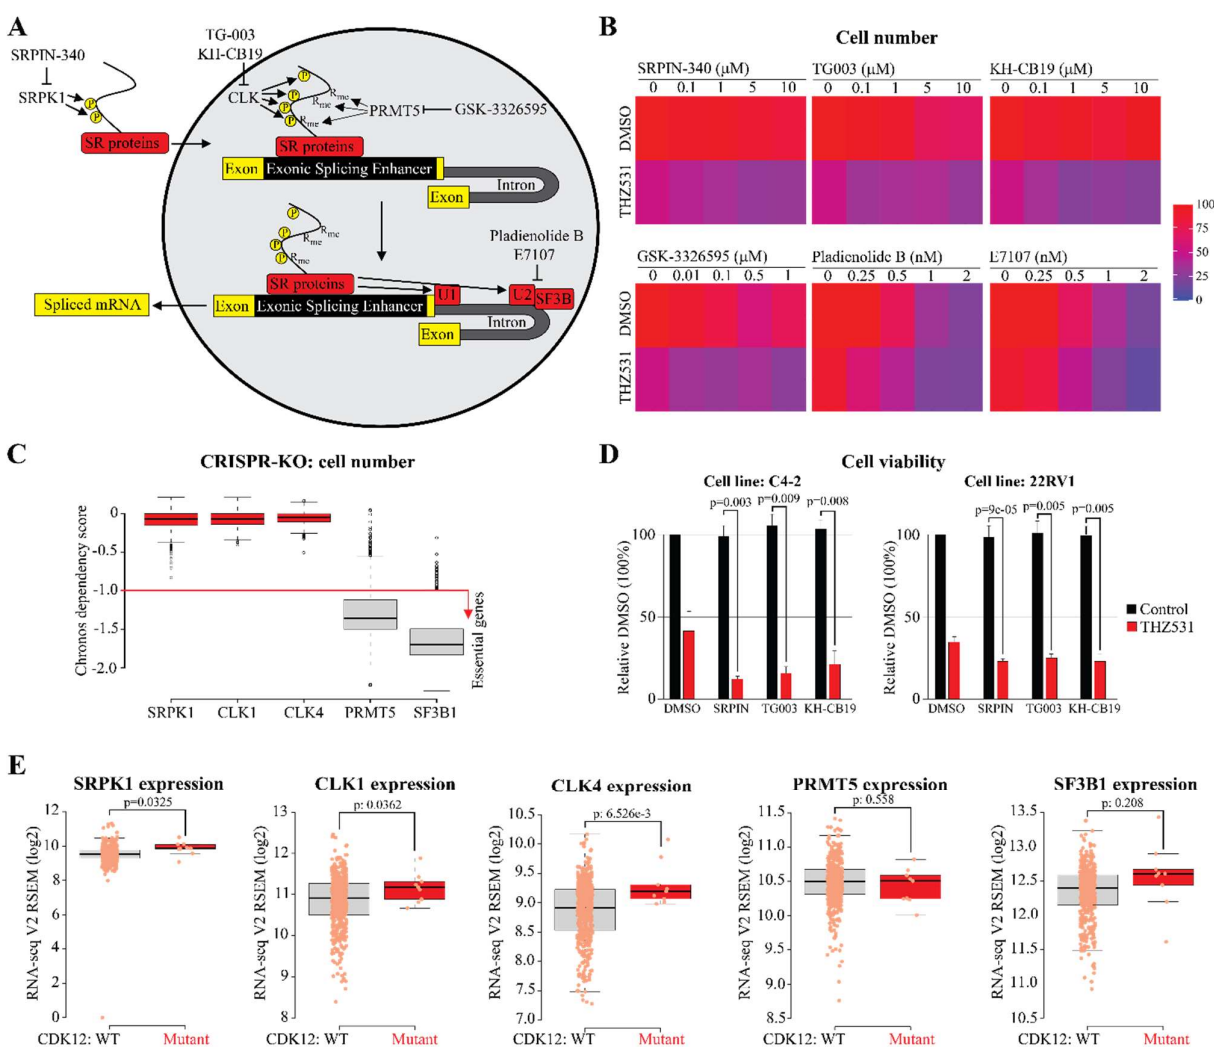 A
TG-003
KH-CB19
SRPIN-340
SRPK1
P
P
SR proteins
CLK
P
P
P
P
Rme
Rme
PRMT5
GSK-3326595
SR proteins
Exon
Exonic Splicing Enhancer
Intron
Exon
P
P
P
P
Rme
Rme
Pladienolide B
E7107
SR proteins
U1
U2
SF3B
Spliced mRNA
Exon
Exonic Splicing Enhancer
Intron
Exon
B
Cell number
SRPIN-340 (µM) TG003 (µM) KH-CB19 (µM)
0 0.1 1 5 10 0 0.1 1 5 10 0 0.1 1 5 10
DMSO
THZ531
GSK-3326595 (µM) Pladienolide B (nM) E7107 (nM)
0 0.01 0.1 0.5 1 0 0.25 0.5 1 2 0 0.25 0.5 1 2
DMSO
THZ531
100
75
50
25
0
C
CRISPR-KO: cell number
Chronos dependency score
0
-0.5
-1.0
-1.5
-2.0
Essential genes
SRPK1 CLK1 CLK4 PRMT5 SF3B1
D
Cell viability
Cell line: C4-2
Relative DMSO (100%)
100
50
0
p=0.003
p=0.009
p=0.008
DMSO SRPIN TG003 KH-CB19
Cell line: 22RV1
Relative DMSO (100%)
100
50
0
p=9e-05
p=0.005
p=0.005
DMSO SRPIN TG003 KH-CB19
Control
THZ531
E
SRPK1 expression
p=0.0325
RNA-seq V2 RSEM (log2)
12
10
8
6
4
2
0
CDK12: WT Mutant
CLK1 expression
p: 0.0362
RNA-seq V2 RSEM (log2)
13
12
11
10
9
8
CDK12: WT Mutant
CLK4 expression
p: 6.526e-3
RNA-seq V2 RSEM (log2)
10.5
10.0
9.5
9.0
8.5
8.0
7.5
7.0
CDK12: WT Mutant
PRMT5 expression
p: 0.558
RNA-seq V2 RSEM (log2)
11.5
11.0
10.5
10.0
9.5
9.0
8.5
CDK12: WT Mutant
SF3B1 expression
p: 0.208
RNA-seq V2 RSEM (log2)
13.5
13.0
12.5
12.0
11.5
11.0
10.5
CDK12: WT Mutant